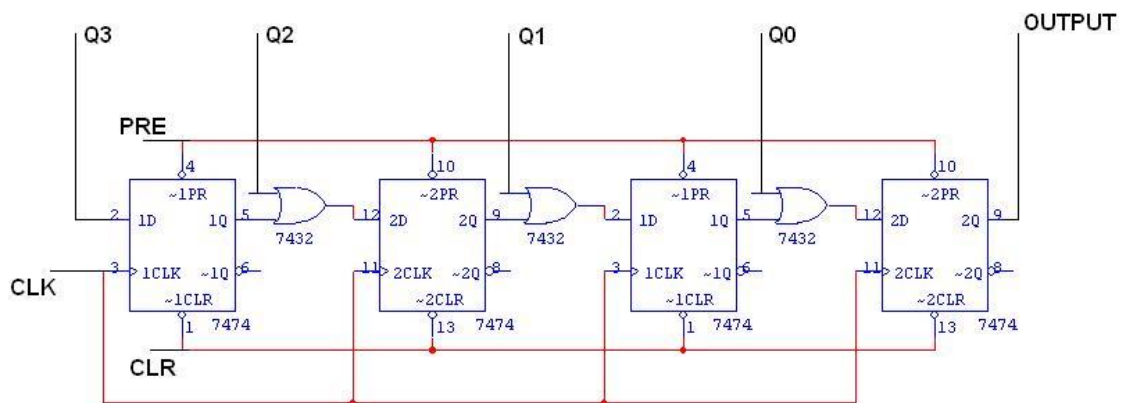 Q3 Q2 Q1 Q0 OUTPUT
PRE
4 10 4 10
~1PR ~2PR ~1PR ~2PR
2 1D 1Q 5 12 2D 2Q 9 2 1D 1Q 5 12 2D 2Q 9
7432 7432 7432
3 1CLK ~1Q 6 11 2CLK ~2Q 8 3 1CLK ~1Q 6 11 2CLK ~2Q 8
CLK
~1CLR ~2CLR ~1CLR ~2CLR
1 7474 13 7474 1 7474 13 7474
CLR